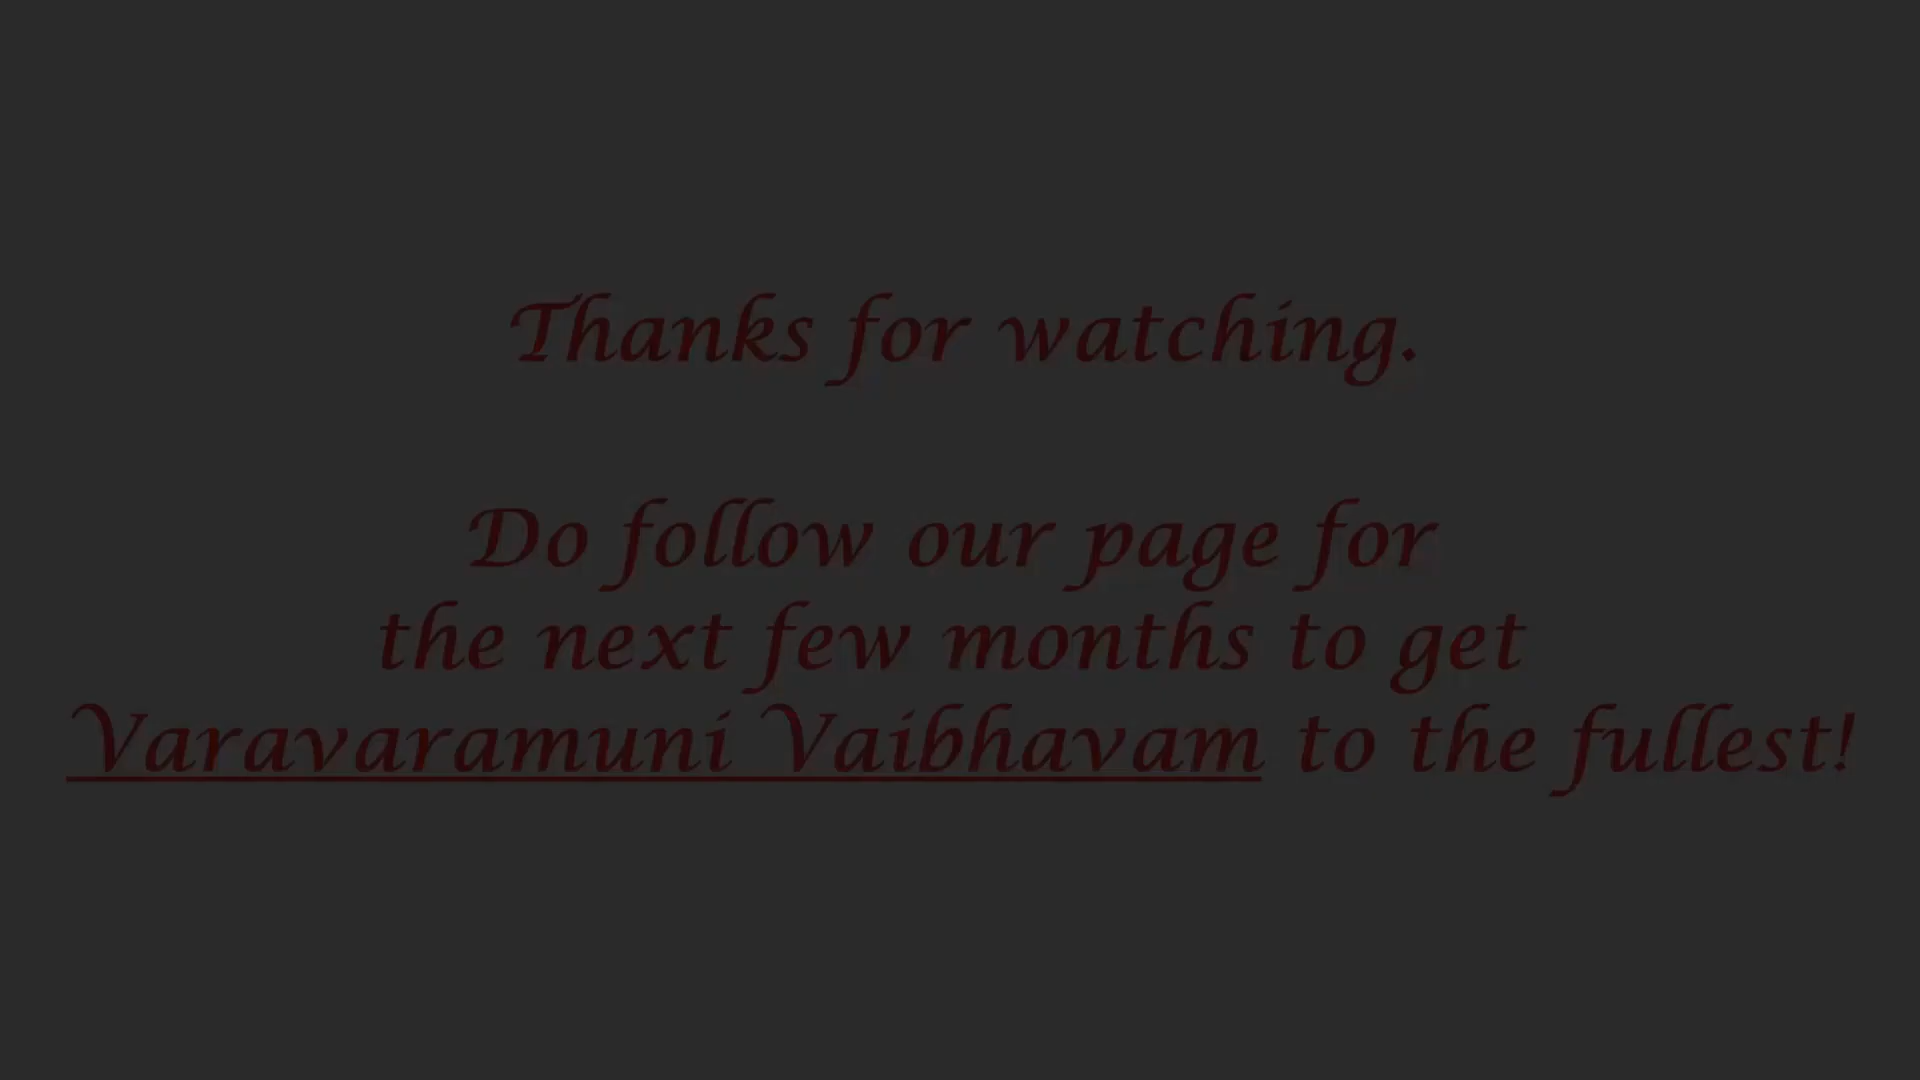 Thanks for watching.
Do follow our page for
the next few months to get
Varavaramuni Vaibhavam to the fullest!